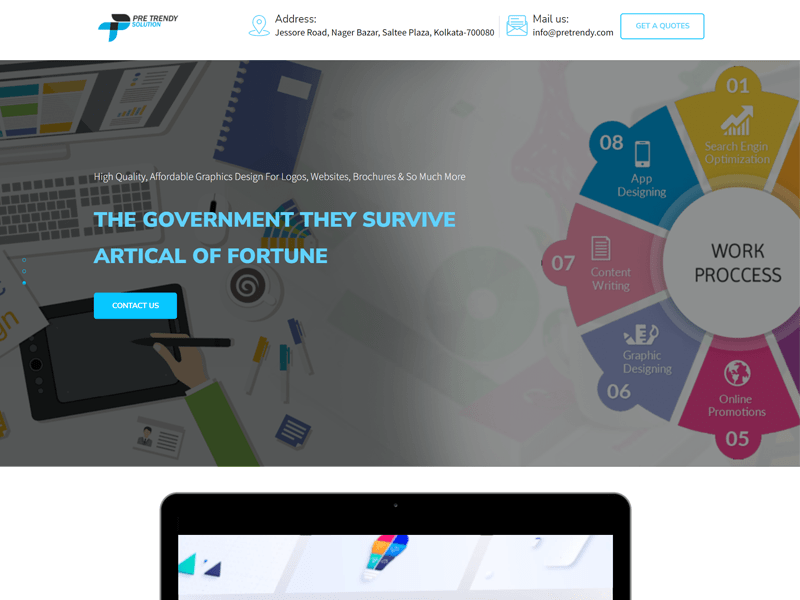 PRE TRENDY
SOLUTION
Address:
Jessore Road, Nager Bazar, Saltee Plaza, Kolkata-700080
Mail us:
info@pretrendy.com
GET A QUOTES
High Quality, Affordable Graphics Design For Logos, Websites, Brochures & So Much More
THE GOVERNMENT THEY SURVIVE
ARTICAL OF FORTUNE
CONTACT US
01
Search Engin
Optimization
08
App
Designing
07
Content
Writing
WORK
PROCCESS
Graphic
Designing
06
Online
Promotions
05